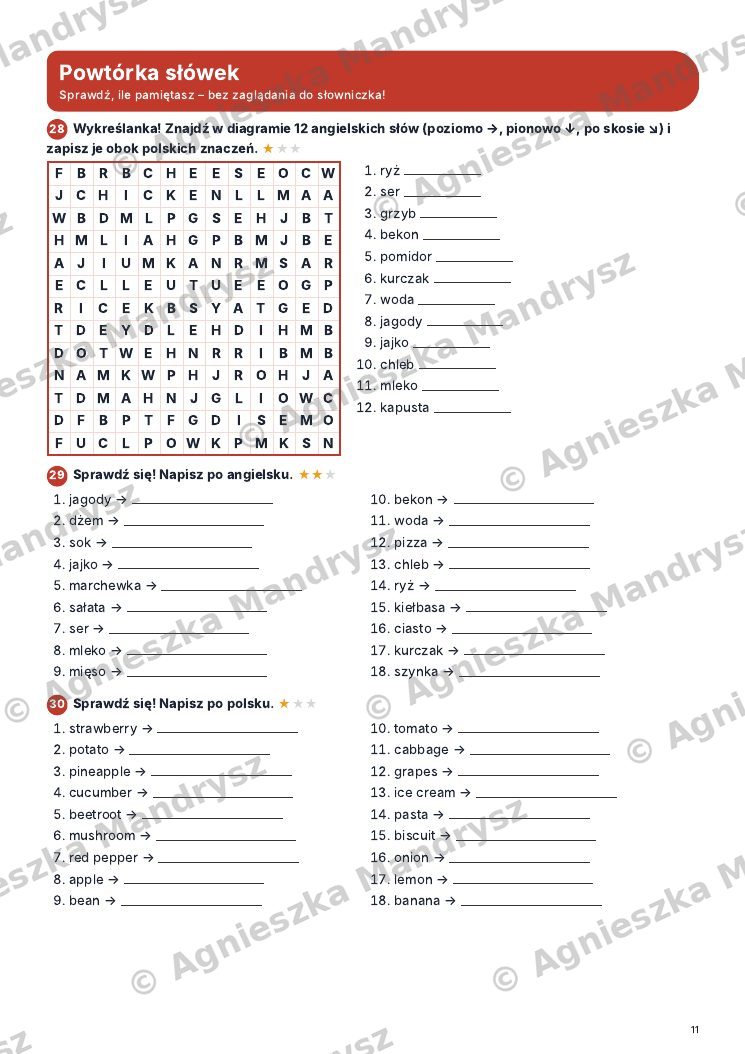 Powtórka słówek
Sprawdź, ile pamiętasz – bez zaglądania do słowniczka!
28 Wykreślanka! Znajdź w diagramie 12 angielskich słów (poziomo →, pionowo ↓, po skosie ↘) i
zapisz je obok polskich znaczeń. ★★★
F B R B C H E E S E O C W
J C H I C K E N L L M A A
W B D M L P G S E H J B T
H M L I A H G P B M J B E
A J I U M K A N R M S A R
E C L L E U T U E E O G P
R I C E K B S Y A T G E D
T D E Y D L E H D I H M B
D O T W E H N R R I B M B
N A M K W P H J R O H J A
T D M A H N J G L I O W C
D F B P T F G D I S E M O
F U C L P O W K P M K S N
1. ryż
2. ser
3. grzyb
4. bekon
5. pomidor
6. kurczak
7. woda
8. jagody
9. jajko
10. chleb
11. mleko
12. kapusta
29 Sprawdź się! Napisz po angielsku. ★★★
1. jagody →
2. dżem →
3. sok →
4. jajko →
5. marchewka →
6. sałata →
7. ser →
8. mleko →
9. mięso →
10. bekon →
11. woda →
12. pizza →
13. chleb →
14. ryż →
15. kiełbasa →
16. ciasto →
17. kurczak →
18. szynka →
30 Sprawdź się! Napisz po polsku. ★★★
1. strawberry →
2. potato →
3. pineapple →
4. cucumber →
5. beetroot →
6. mushroom →
7. red pepper →
8. apple →
9. bean →
10. tomato →
11. cabbage →
12. grapes →
13. ice cream →
14. pasta →
15. biscuit →
16. onion →
17. lemon →
18. banana →
11
© Agnieszka Mandrysz